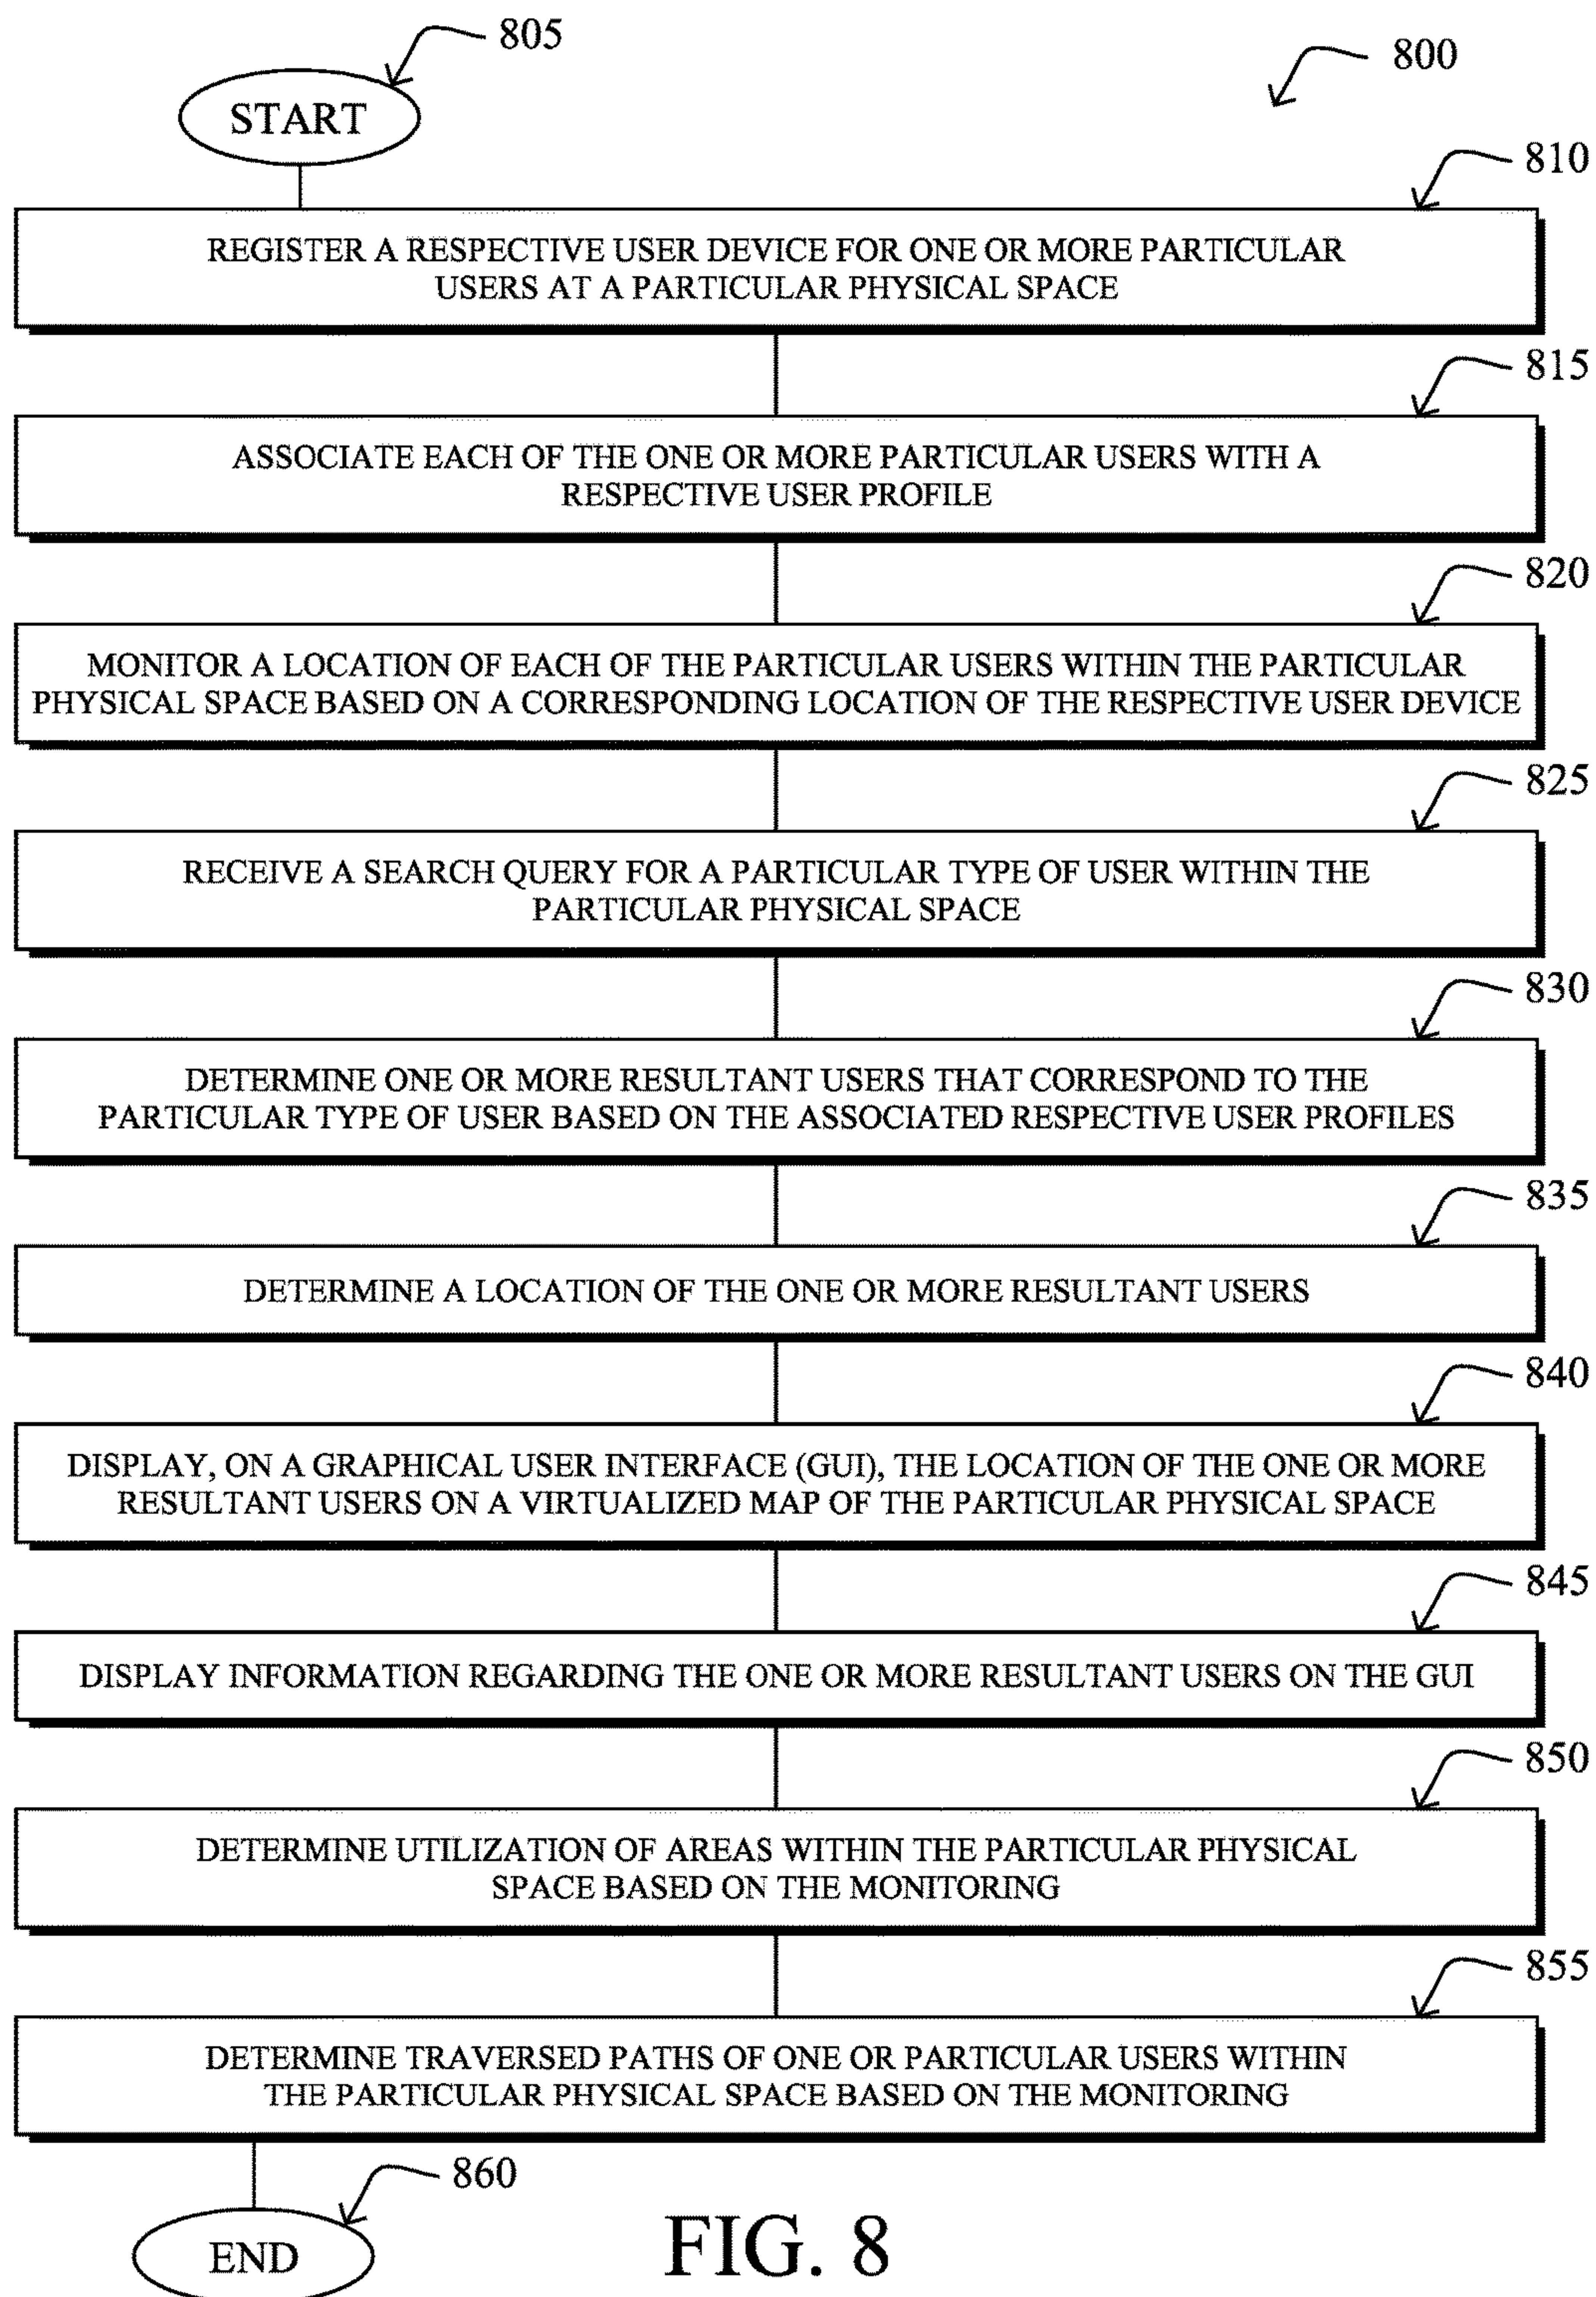 805
800
START
810
REGISTER A RESPECTIVE USER DEVICE FOR ONE OR MORE PARTICULAR
USERS AT A PARTICULAR PHYSICAL SPACE
815
ASSOCIATE EACH OF THE ONE OR MORE PARTICULAR USERS WITH A
RESPECTIVE USER PROFILE
820
MONITOR A LOCATION OF EACH OF THE PARTICULAR USERS WITHIN THE PARTICULAR
PHYSICAL SPACE BASED ON A CORRESPONDING LOCATION OF THE RESPECTIVE USER DEVICE
825
RECEIVE A SEARCH QUERY FOR A PARTICULAR TYPE OF USER WITHIN THE
PARTICULAR PHYSICAL SPACE
830
DETERMINE ONE OR MORE RESULTANT USERS THAT CORRESPOND TO THE
PARTICULAR TYPE OF USER BASED ON THE ASSOCIATED RESPECTIVE USER PROFILES
835
DETERMINE A LOCATION OF THE ONE OR MORE RESULTANT USERS
840
DISPLAY, ON A GRAPHICAL USER INTERFACE (GUI), THE LOCATION OF THE ONE OR MORE
RESULTANT USERS ON A VIRTUALIZED MAP OF THE PARTICULAR PHYSICAL SPACE
845
DISPLAY INFORMATION REGARDING THE ONE OR MORE RESULTANT USERS ON THE GUI
850
DETERMINE UTILIZATION OF AREAS WITHIN THE PARTICULAR PHYSICAL
SPACE BASED ON THE MONITORING
855
DETERMINE TRAVERSED PATHS OF ONE OR PARTICULAR USERS WITHIN
THE PARTICULAR PHYSICAL SPACE BASED ON THE MONITORING
860
END
FIG. 8